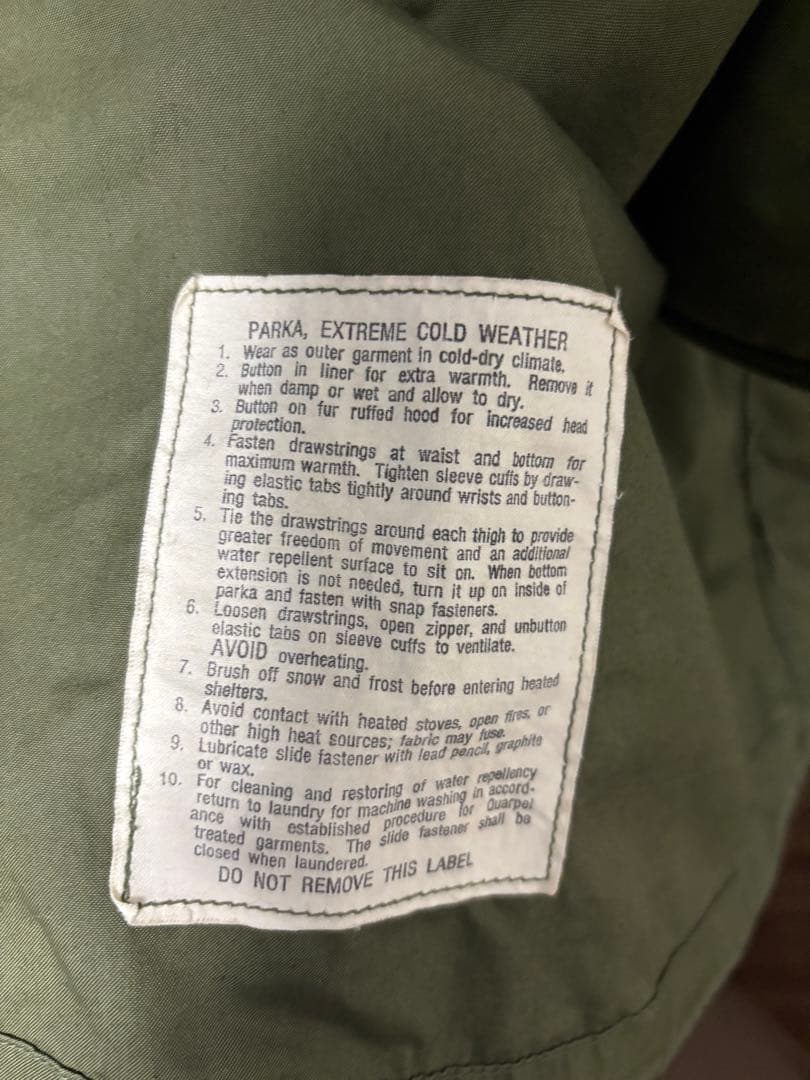 PARKA, EXTREME COLD WEATHER
1. Wear as outer garment in cold-dry climate.
2. Button in liner for extra warmth. Remove it
when damp or wet and allow to dry.
3. Button on fur ruffed hood for increased head
protection.
4. Fasten drawstrings at waist and bottom for
maximum warmth. Tighten sleeve cuffs by draw-
ing elastic tabs tightly around wrists and button-
ing tabs.
5. Tie the drawstrings around each thigh to provide
greater freedom of movement and an additional
water repellent surface to sit on. When bottom
extension is not needed, turn it up on inside of
parka and fasten with snap fasteners.
6. Loosen drawstrings, open zipper, and unbutton
elastic tabs on sleeve cuffs to ventilate.
AVOID overheating.
7. Brush off snow and frost before entering heated
shelters.
8. Avoid contact with heated stoves, open fires, or
other high heat sources; fabric may fuse.
9. Lubricate slide fastener with lead pencil, graphite
or wax.
10. For cleaning and restoring of water repellency
return to laundry for machine washing in accord-
ance with established procedure for Quarpel
treated garments. The slide fastener shall be
closed when laundered.
DO NOT REMOVE THIS LABEL